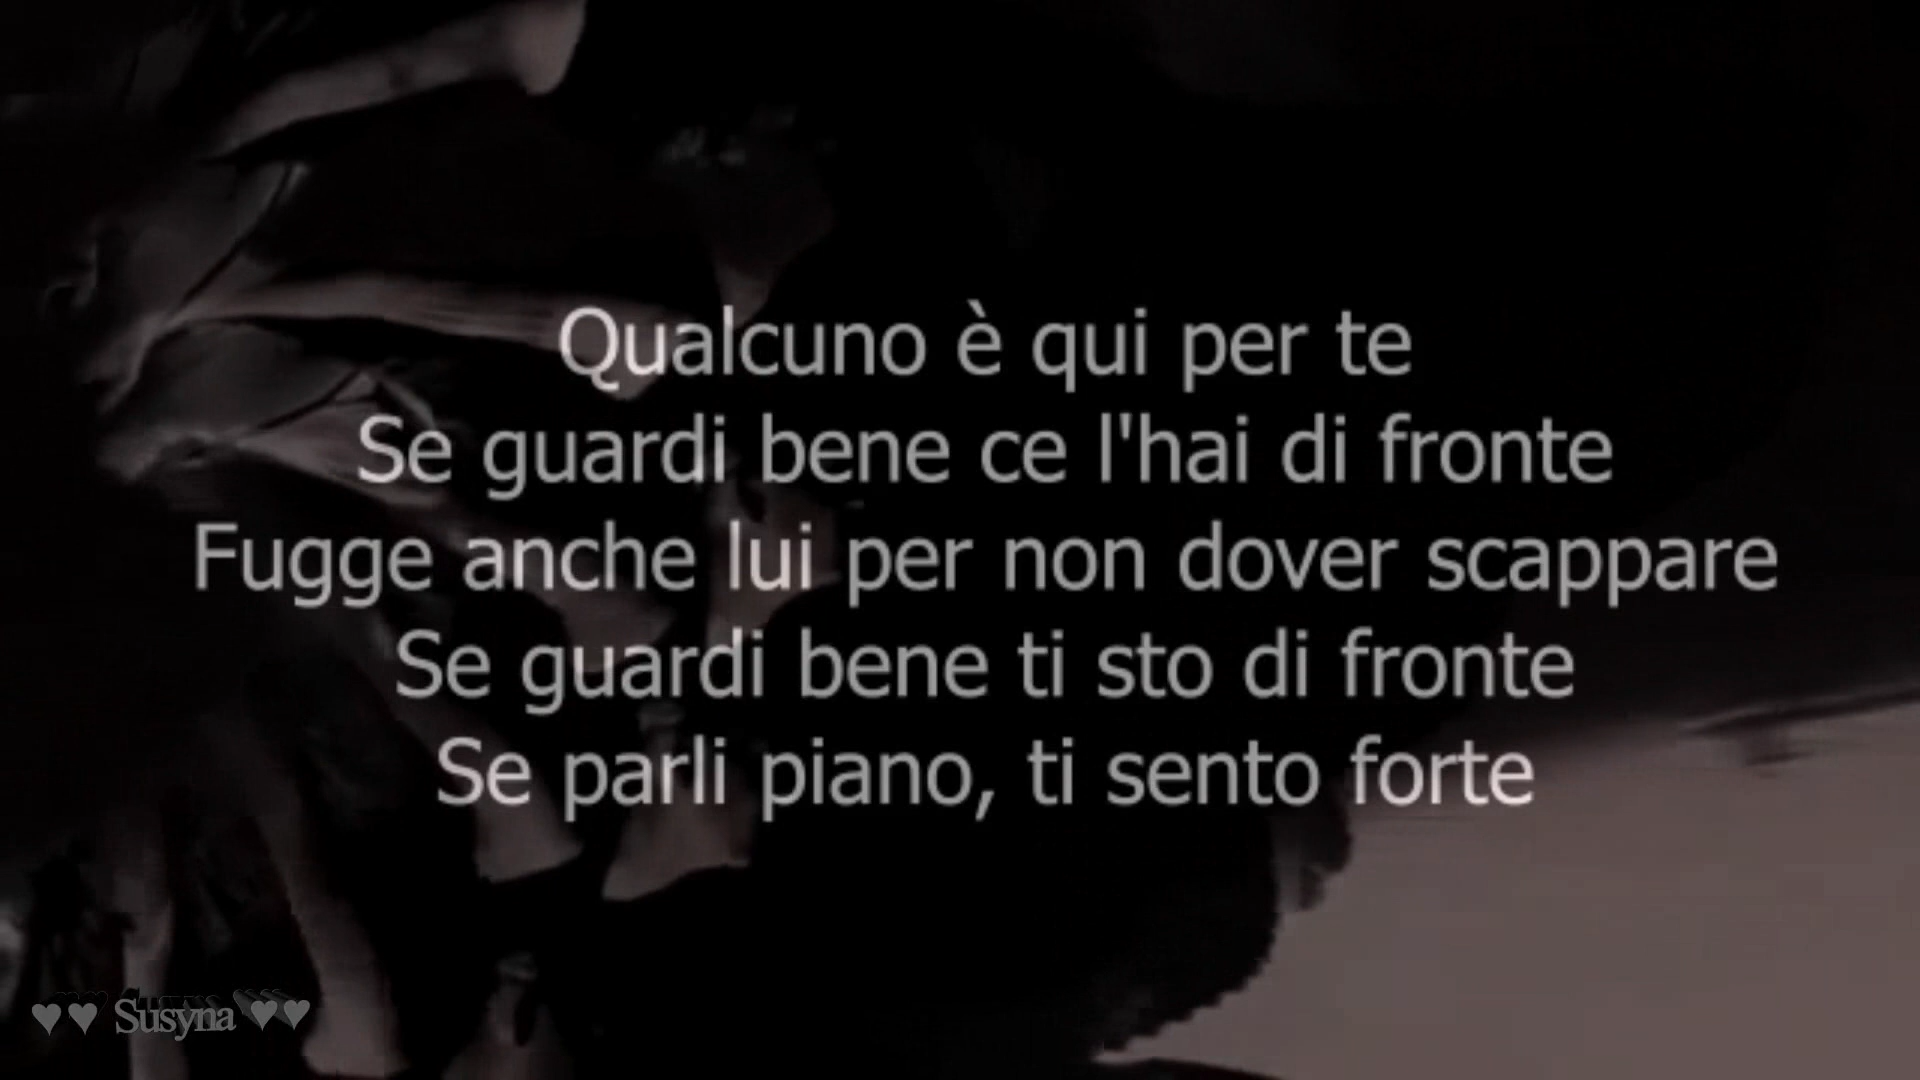 Qualcuno è qui per te
Se guardi bene ce l'hai di fronte
Fugge anche lui per non dover scappare
Se guardi bene ti sto di fronte
Se parli piano, ti sento forte
♥♥ Susyna ♥♥